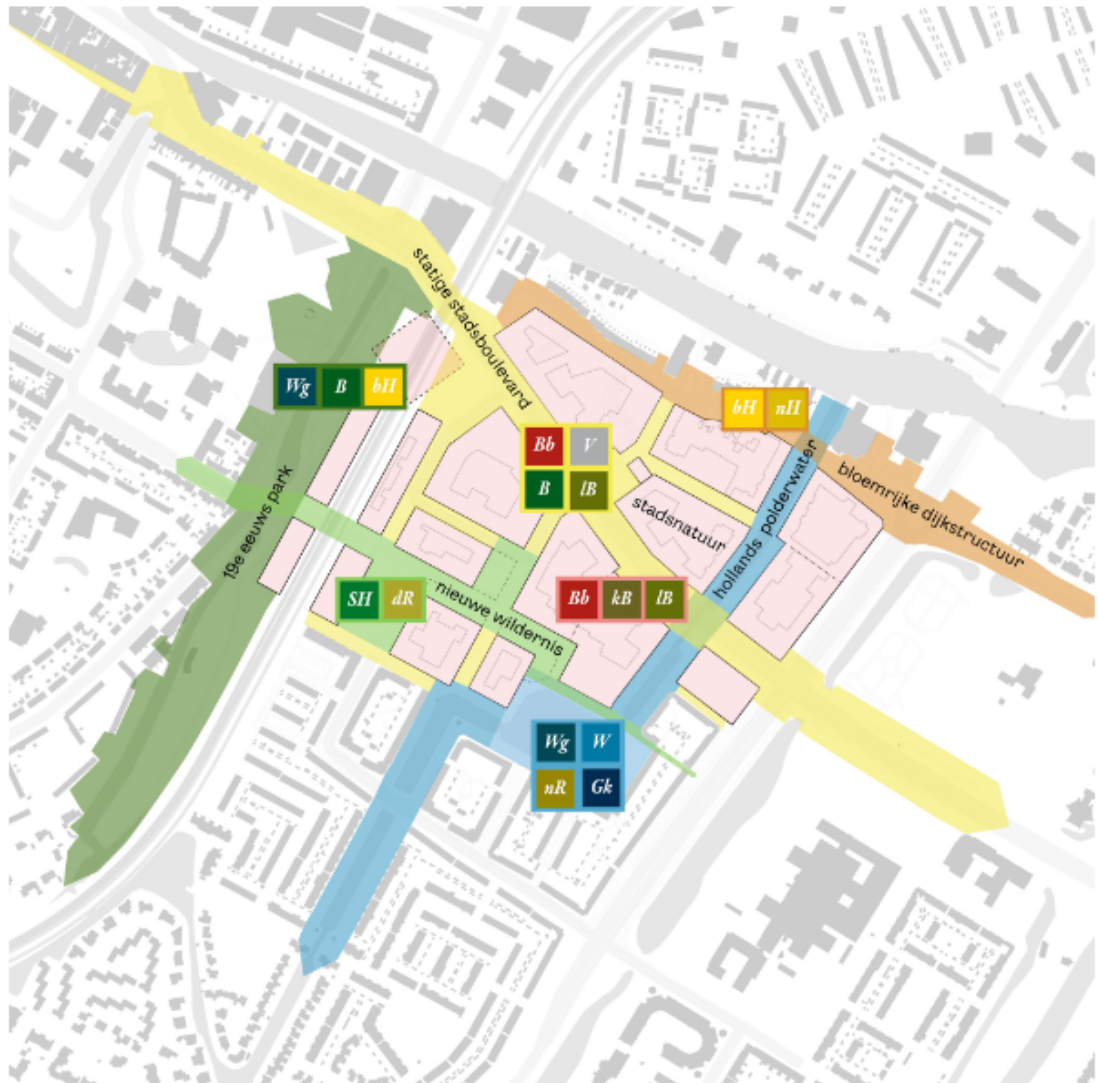 statige stadsboulevard
Wg B bH
bH nH
Bb V
B lB
hollands polderwater
bloemrijke dijkstructuur
stadsnatuur
19e eeuws park
SH dR
nieuwe wildernis
Bb kB lB
Wg W
nR Gk